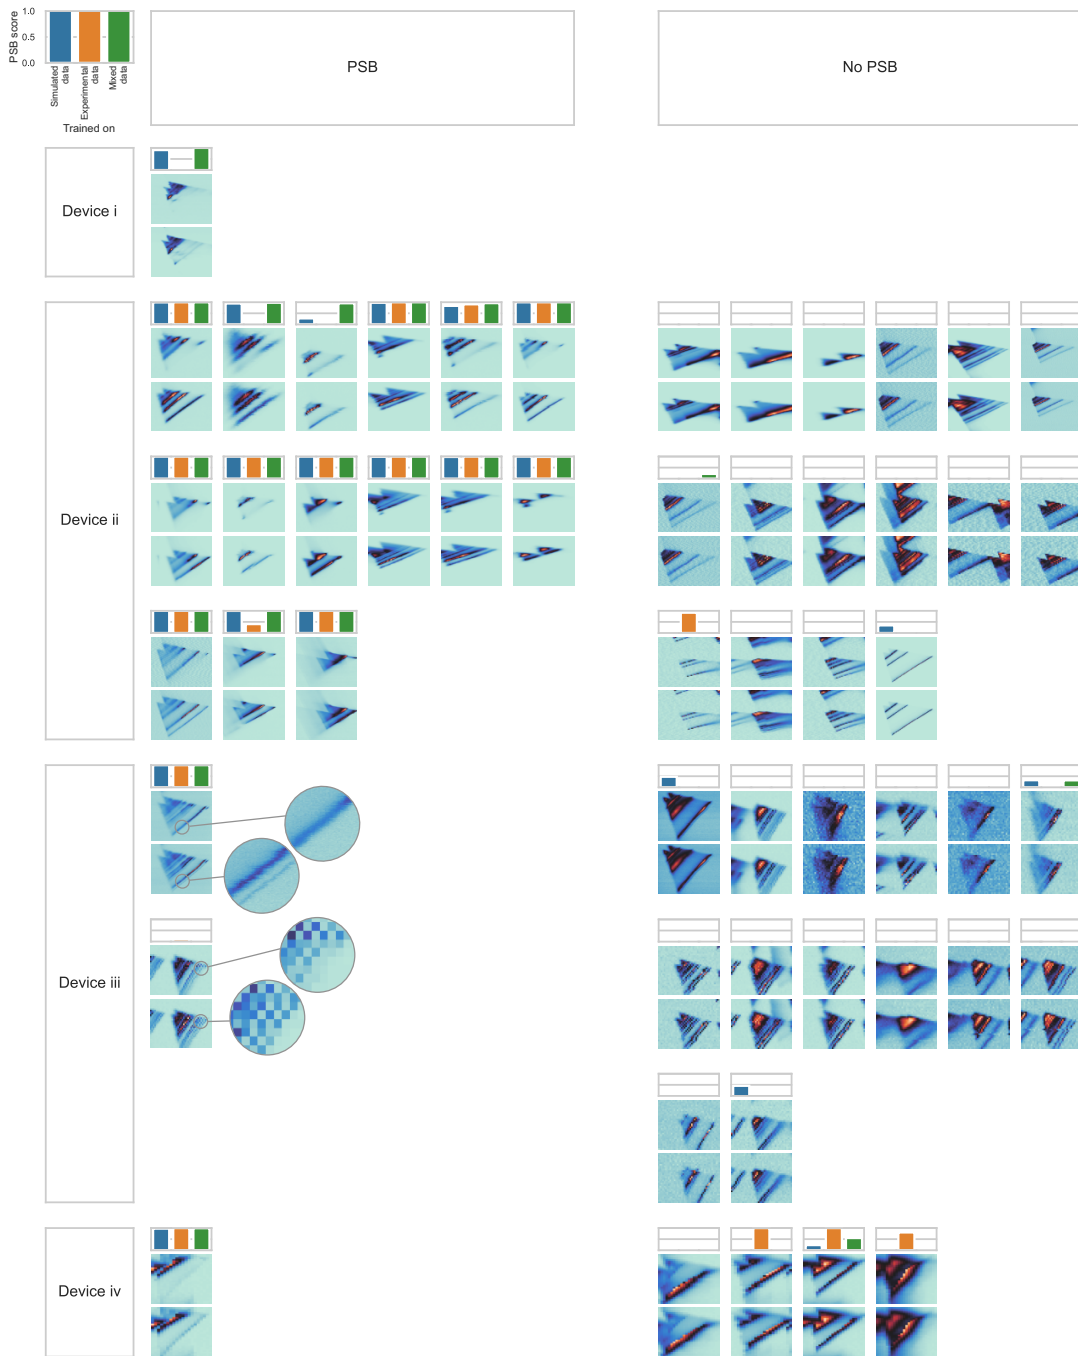 PSB score
1.0
0.5
0.0
Simulated
data
Experimental
data
Mixed
data
Trained on
PSB
No PSB
Device i
Device ii
Device iii
Device iv